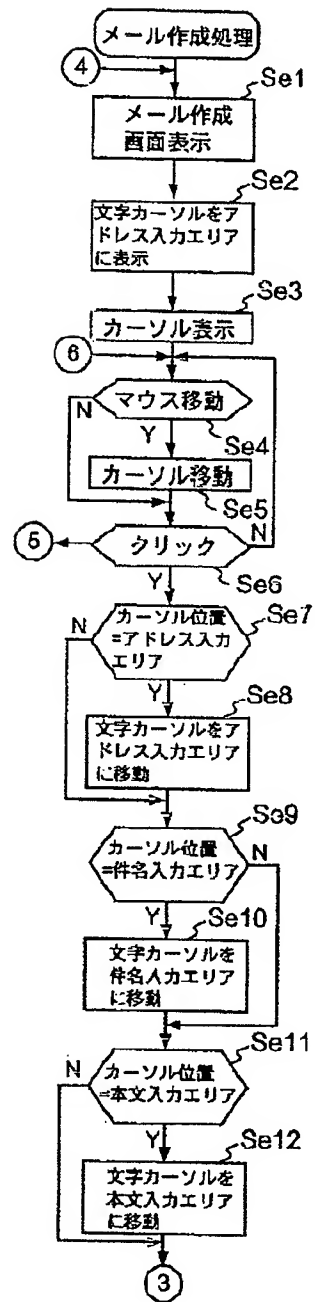 メール作成処理
4
Se1
メール作成
画面表示
Se2
文字カーソルをア
ドレス入力エリア
に表示
Se3
カーソル表示
6
マウス移動
N
Y
Se4
カーソル移動
Se5
5
クリック
N
Se6
Y
Se7
N
カーソル位置
=アドレス入力
エリア
Y
Se8
文字カーソルをア
ドレス入力エリア
に移動
Se9
カーソル位置
=件名入力エリア
N
Y
Se10
文字カーソルを
件名入力エリア
に移動
Se11
N
カーソル位置
=本文入力エリア
Y
Se12
文字カーソルを
本文入力エリア
に移動
3